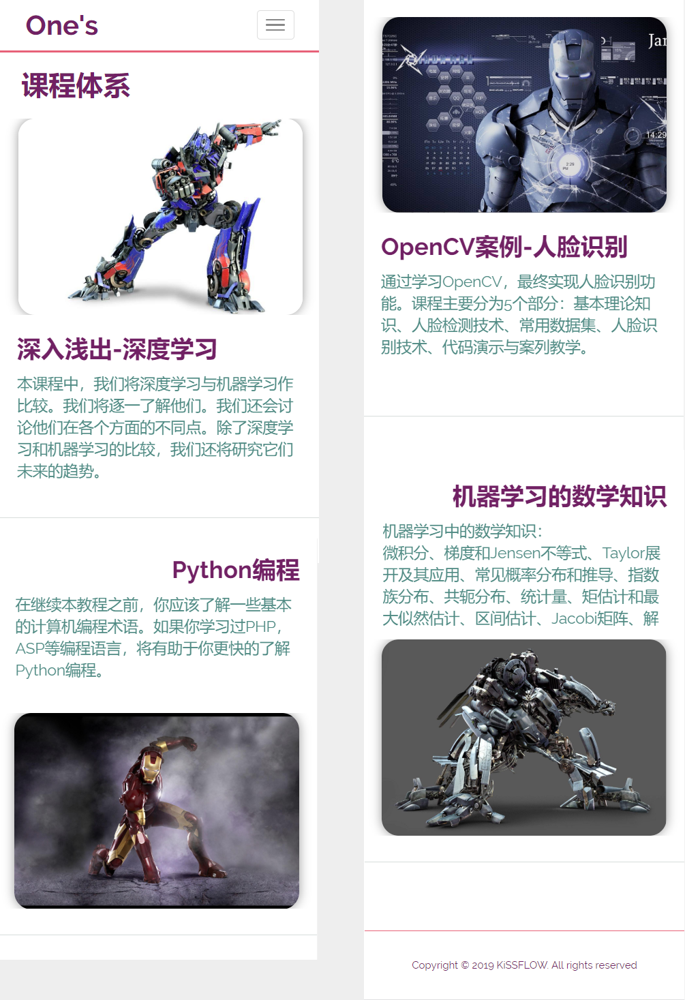 One's
课程体系
深入浅出-深度学习
本课程中，我们将深度学习与机器学习作
比较。我们将逐一了解他们。我们还会讨
论他们在各个方面的不同点。除了深度学
习和机器学习的比较，我们还将研究它们
未来的趋势。
Python编程
在继续本教程之前，你应该了解一些基本
的计算机编程术语。如果你学习过PHP，
ASP等编程语言，将有助于你更快的了解
Python编程。
Jar
14:29
2:29
PM
OpenCV案例-人脸识别
通过学习OpenCV，最终实现人脸识别功
能。课程主要分为5个部分：基本理论知
识、人脸检测技术、常用数据集、人脸识
别技术、代码演示与案列教学。
机器学习的数学知识
机器学习中的数学知识：
微积分、梯度和Jensen不等式、Taylor展
开及其应用、常见概率分布和推导、指数
族分布、共轭分布、统计量、矩估计和最
大似然估计、区间估计、Jacobi矩阵、解
Copyright © 2019 KiSSFLOW. All rights reserved